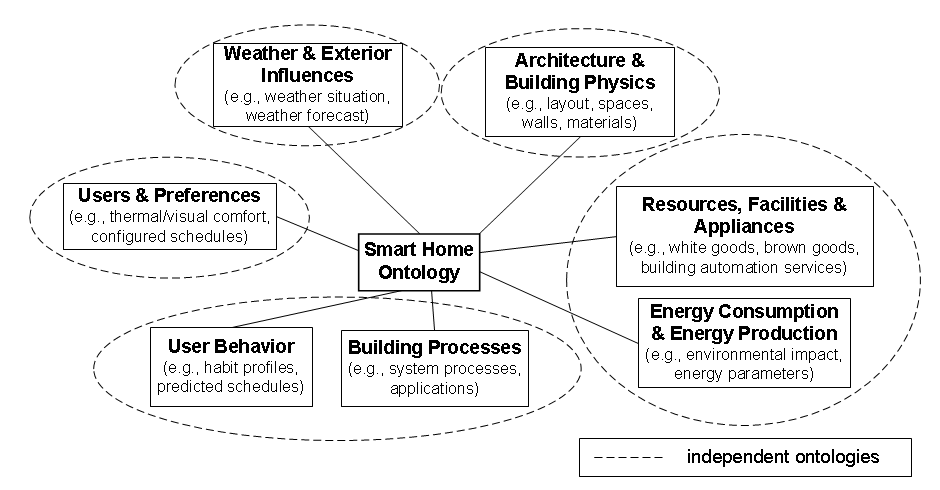 Weather & Exterior
Influences
(e.g., weather situation,
weather forecast)
Architecture &
Building Physics
(e.g., layout, spaces,
walls, materials)
Users & Preferences
(e.g., thermal/visual comfort,
configured schedules)
Resources, Facilities &
Appliances
(e.g., white goods, brown goods,
building automation services)
Smart Home
Ontology
Energy Consumption
& Energy Production
(e.g., environmental impact,
energy parameters)
User Behavior
(e.g., habit profiles,
predicted schedules)
Building Processes
(e.g., system processes,
applications)
independent ontologies